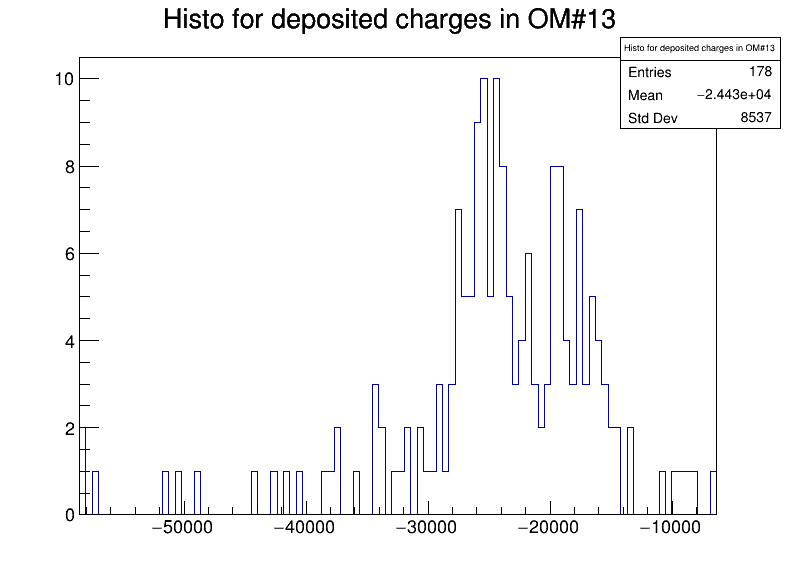 Histo for deposited charges in OM#13
Histo for deposited charges in OM#13
Entries 178
Mean −2.443e+04
Std Dev 8537
10
8
6
4
2
0
−50000 −40000 −30000 −20000 −10000